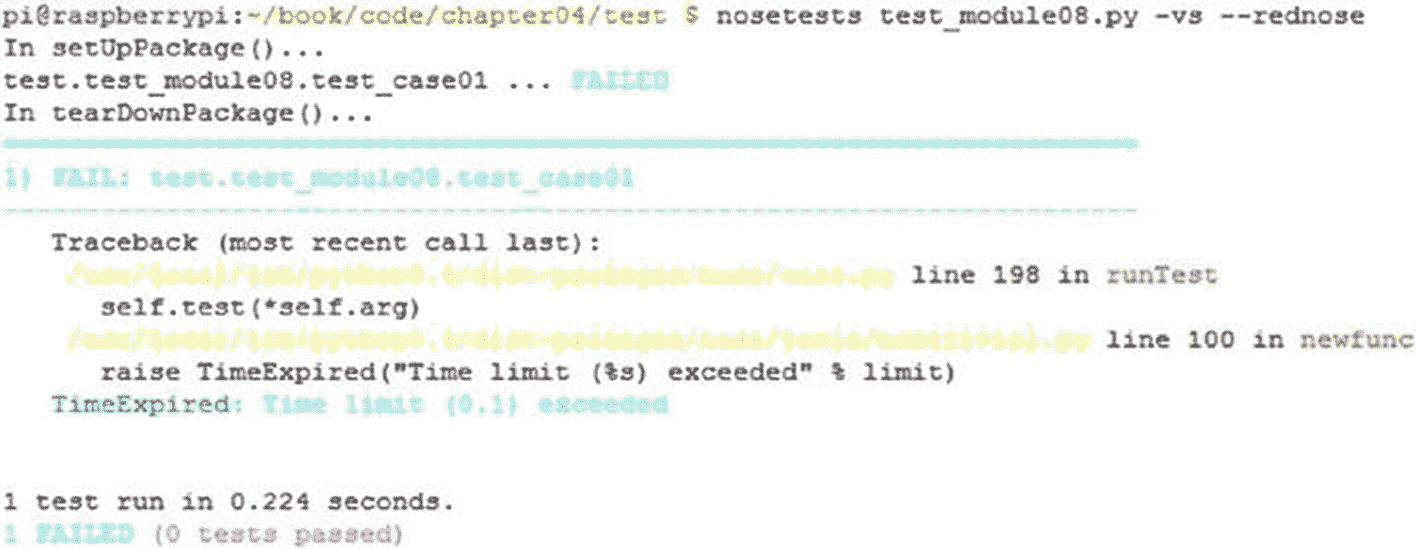 pi@raspberrypi:~/book/code/chapter04/test $ nosetests test_module08.py -vs --rednose
In setUpPackage()...
test.test_module08.test_case01 ... FAILED
In tearDownPackage()...
1) FAIL: test.test_module08.test_case01
Traceback (most recent call last):
line 198 in runTest
self.test(*self.arg)
line 100 in newfunc
raise TimeExpired("Time limit (%s) exceeded" % limit)
TimeExpired: Time limit (0.1) exceeded
1 test run in 0.224 seconds.
1 FAILED (0 tests passed)